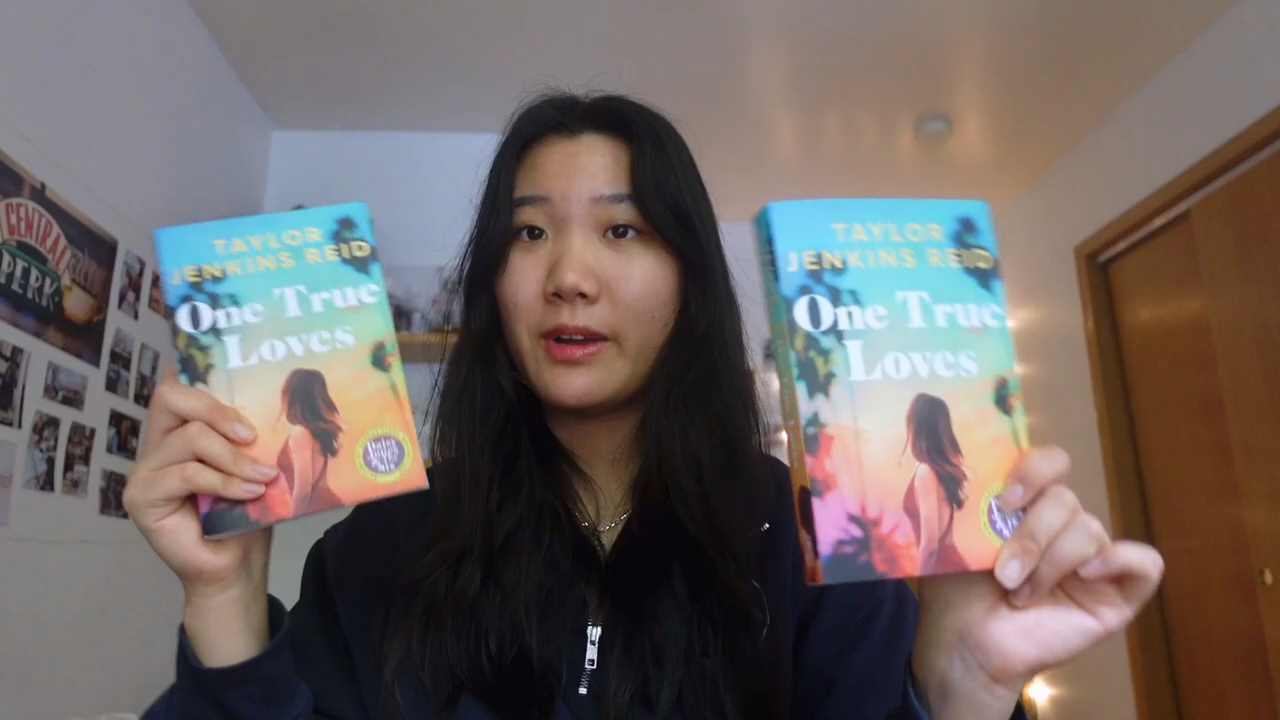 CENTRAL
PERK
TAYLOR
JENKINS REID
One True
Loves
TAYLOR
JENKINS REID
One True
Loves